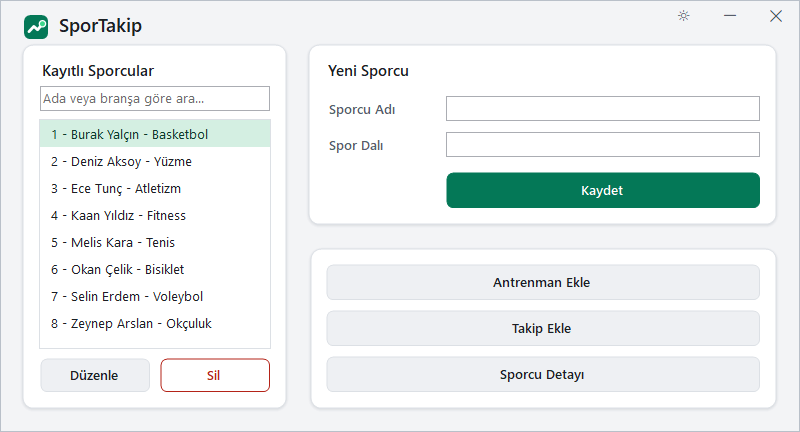 SporTakip
Kayıtlı Sporcular
Ada veya branşa göre ara...
1 - Burak Yalçın - Basketbol
2 - Deniz Aksoy - Yüzme
3 - Ece Tunç - Atletizm
4 - Kaan Yıldız - Fitness
5 - Melis Kara - Tenis
6 - Okan Çelik - Bisiklet
7 - Selin Erdem - Voleybol
8 - Zeynep Arslan - Okçuluk
Düzenle
Sil
Yeni Sporcu
Sporcu Adı
Spor Dalı
Kaydet
Antrenman Ekle
Takip Ekle
Sporcu Detayı